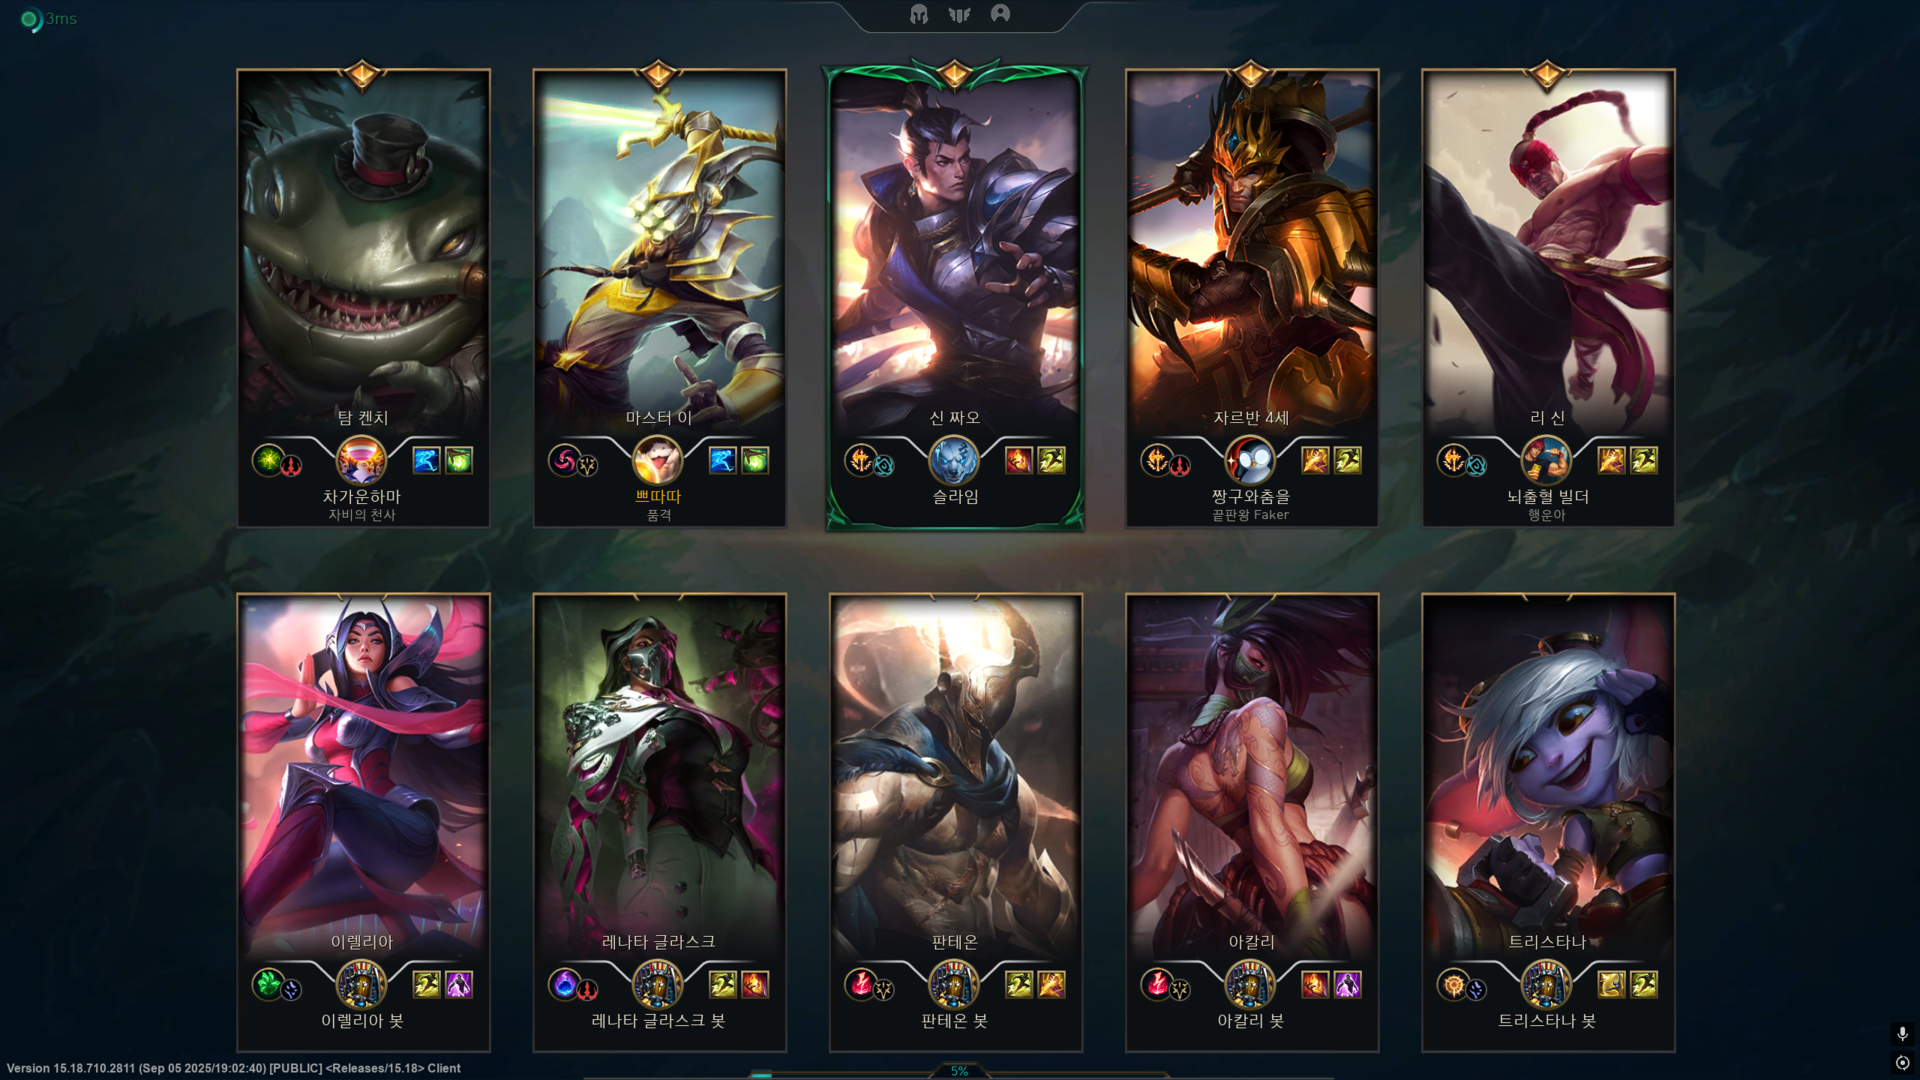 3ms
탐 켄치
차가운하마
자비의 천사
마스터 이
쁘따따
품격
신 짜오
슬라임
자르반 4세
짱구와춤을
끝판왕 Faker
리 신
뇌출혈 빌더
행운아
이렐리아
이렐리아 봇
레나타 글라스크
레나타 글라스크 봇
판테온
판테온 봇
아칼리
아칼리 봇
트리스타나
트리스타나 봇
Version 15.18.710.2811 (Sep 05 2025/19:02:40) [PUBLIC] <Releases/15.18> Client
5%